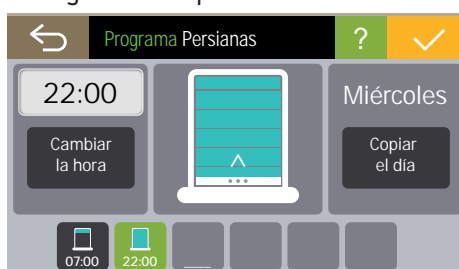 Programa Persianas
?
22:00
Miércoles
Cambiar
la hora
Copiar
el día
07:00
22:00